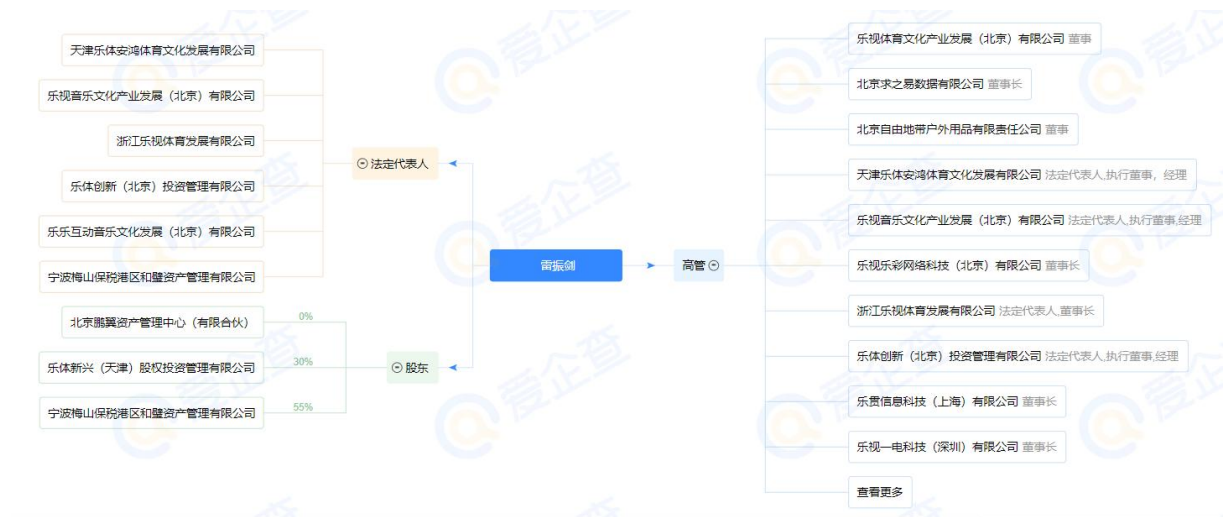 天津乐体安鸿体育文化发展有限公司
乐视音乐文化产业发展（北京）有限公司
浙江乐视体育发展有限公司
乐体创新（北京）投资管理有限公司
乐乐互动音乐文化发展（北京）有限公司
宁波梅山保税港区和璧资产管理有限公司
法定代表人
北京鹏翼资产管理中心（有限合伙） 0%
乐体新兴（天津）股权投资管理有限公司 30%
宁波梅山保税港区和璧资产管理有限公司 55%
股东
雷振剑
高管
乐视体育文化产业发展（北京）有限公司 董事
北京求之易数据有限公司 董事长
北京自由地带户外用品有限责任公司 董事
天津乐体安鸿体育文化发展有限公司 法定代表人,执行董事，经理
乐视音乐文化产业发展（北京）有限公司 法定代表人,执行董事,经理
乐视乐彩网络科技（北京）有限公司 董事长
浙江乐视体育发展有限公司 法定代表人,董事长
乐体创新（北京）投资管理有限公司 法定代表人,执行董事,经理
乐贯信息科技（上海）有限公司 董事长
乐视一电科技（深圳）有限公司 董事长
查看更多
爱企查